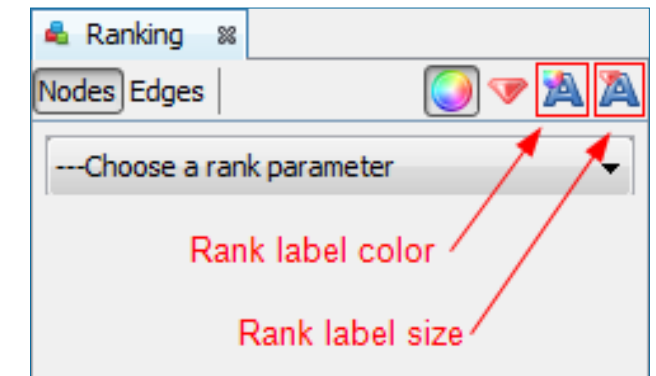 Ranking
Nodes Edges
---Choose a rank parameter
Rank label color
Rank label size